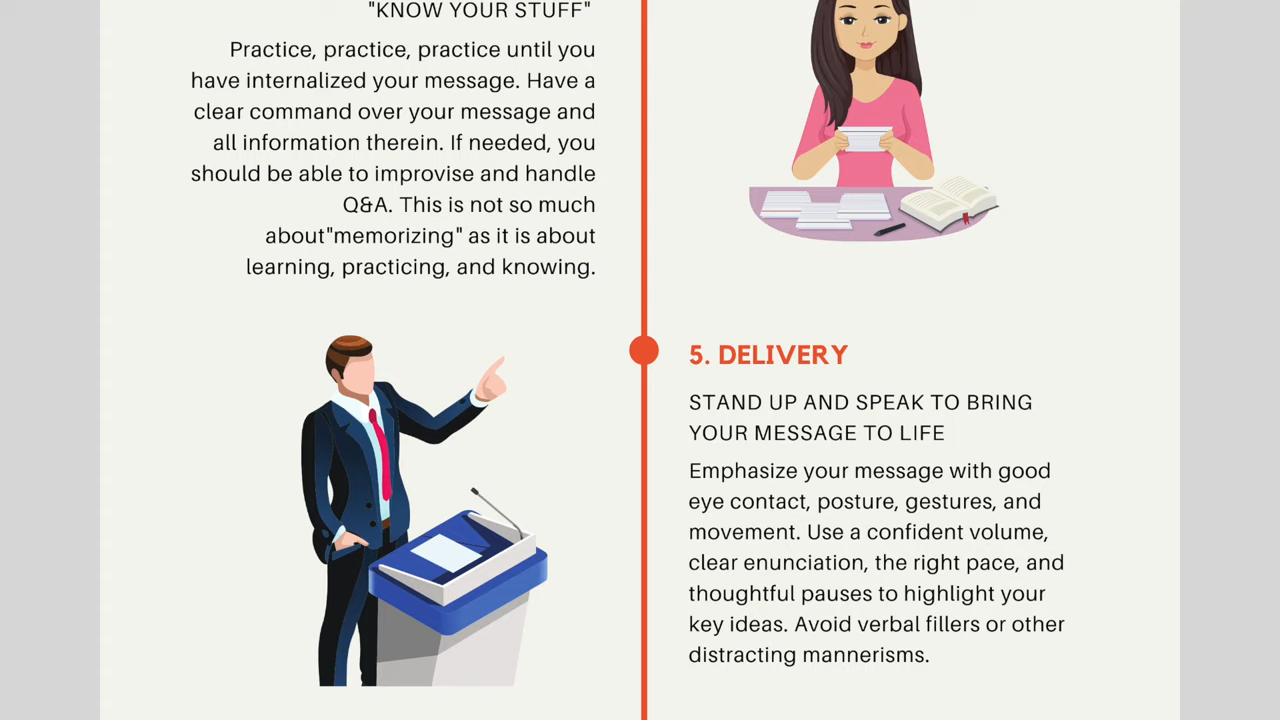 "KNOW YOUR STUFF"
Practice, practice, practice until you
have internalized your message. Have a
clear command over your message and
all information therein. If needed, you
should be able to improvise and handle
Q&A. This is not so much
about"memorizing" as it is about
learning, practicing, and knowing.
5. DELIVERY
STAND UP AND SPEAK TO BRING
YOUR MESSAGE TO LIFE
Emphasize your message with good
eye contact, posture, gestures, and
movement. Use a confident volume,
clear enunciation, the right pace, and
thoughtful pauses to highlight your
key ideas. Avoid verbal fillers or other
distracting mannerisms.